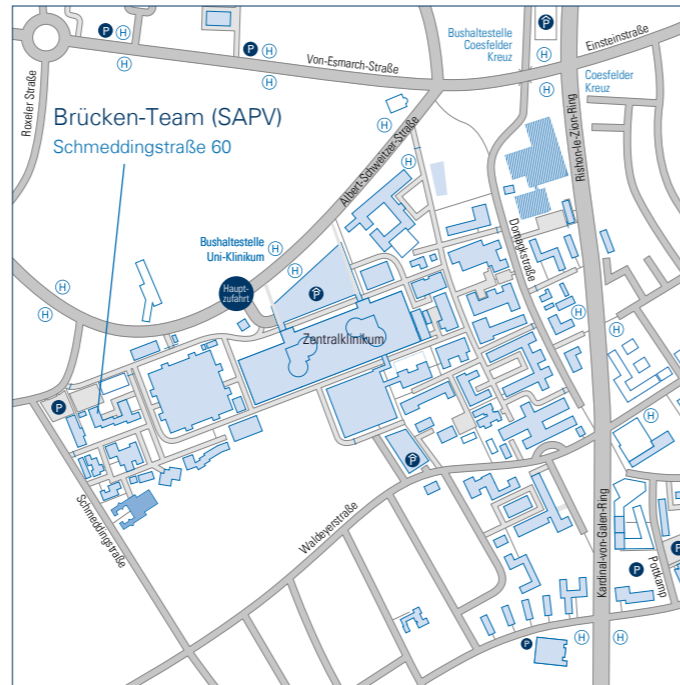 P
H
P
H
H
H
P
H
Bushaltestelle
Coesfelder
Kreuz
Einsteinstraße
Von-Esmarch-Straße
Roxeler Straße
H
H
Coesfelder
Kreuz
Rishon-le-Zion-Ring
Brücken-Team (SAPV)
Schmeddingstraße 60
H
Albert-Schweitzer-Straße
H
Domagkstraße
Bushaltestelle
Uni-Klinikum
H
H
Haupt-
zufahrt
P
H
H
H
H
Zentralklinikum
P
H
P
Schmeddingstraße
Waldeyerstraße
Kardinal-von-Galen-Ring
Pottkamp
P
P
P
H
H